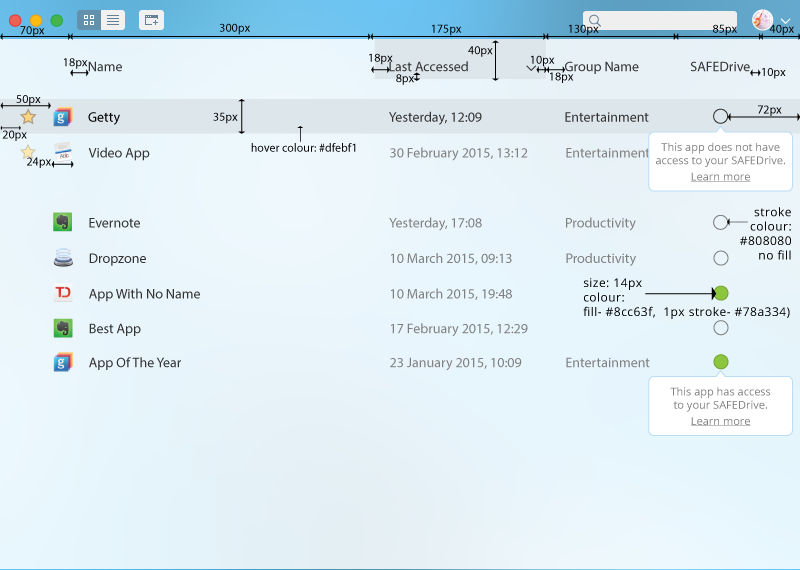 70px
300px
175px
130px
85px
40px
18px
Name
18px
Last Accessed
40px
8px
10px
18px
Group Name
SAFEDrive
10px
50px
Getty
35px
Yesterday, 12:09
Entertainment
72px
20px
hover colour: #dfebf1
24px
Video App
30 February 2015, 13:12
Entertainment
This app does not have
access to your SAFEDrive.
Learn more
Evernote
Yesterday, 17:08
Productivity
stroke
colour:
#808080
no fill
Dropzone
10 March 2015, 09:13
Productivity
App With No Name
10 March 2015, 19:48
size: 14px
colour:
fill- #8cc63f, 1px stroke- #78a334)
Best App
17 February 2015, 12:29
App Of The Year
23 January 2015, 10:09
Entertainment
This app has access
to your SAFEDrive.
Learn more